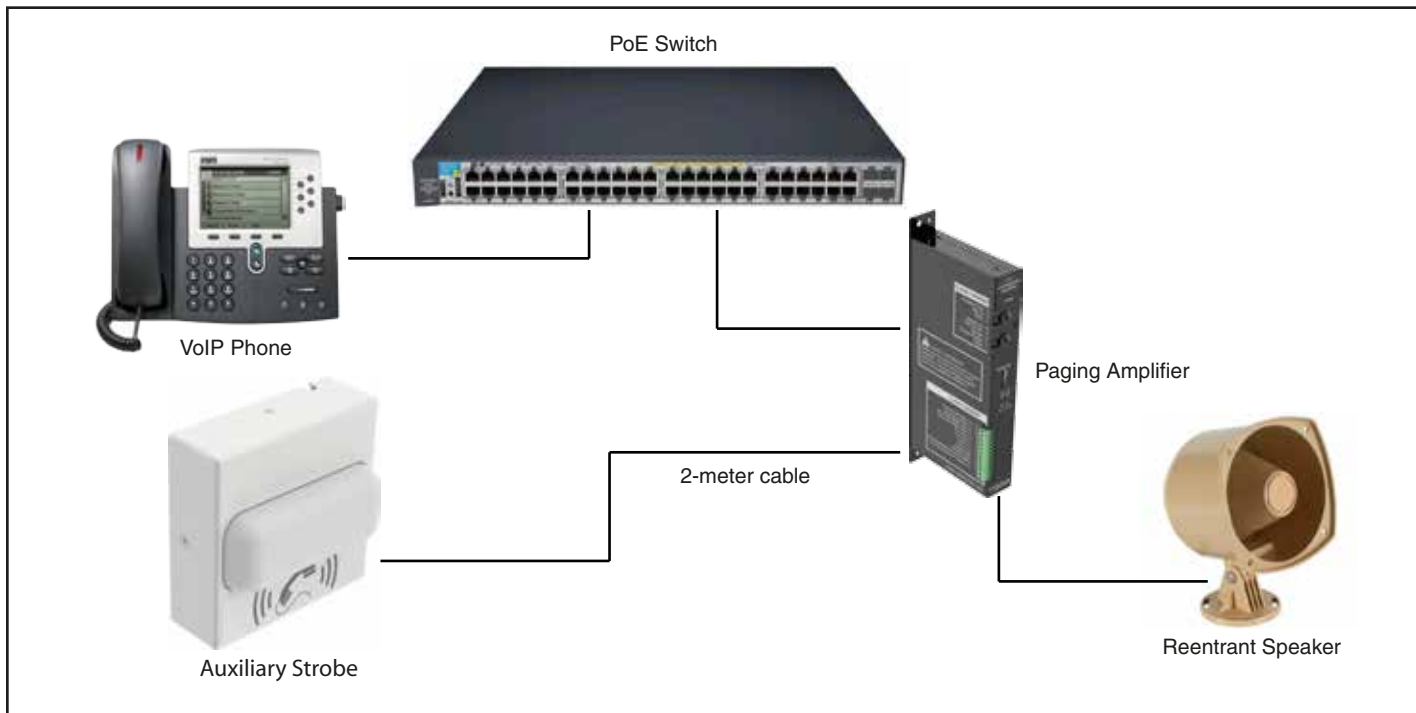 PoE Switch
VoIP Phone
Paging Amplifier
2-meter cable
Auxiliary Strobe
Reentrant Speaker